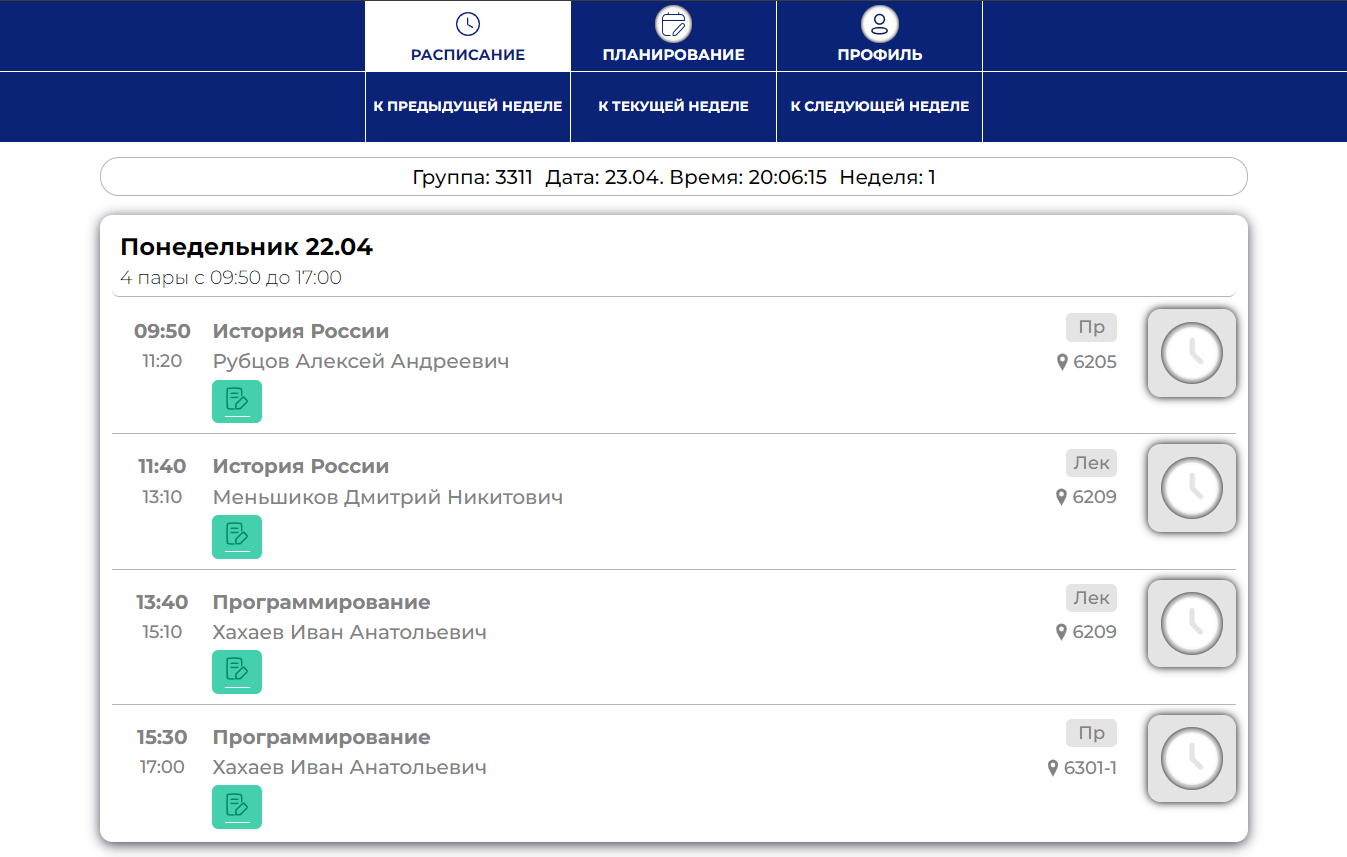 РАСПИСАНИЕ
ПЛАНИРОВАНИЕ
ПРОФИЛЬ
К ПРЕДЫДУЩЕЙ НЕДЕЛЕ
К ТЕКУЩЕЙ НЕДЕЛЕ
К СЛЕДУЮЩЕЙ НЕДЕЛЕ
Группа: 3311 Дата: 23.04. Время: 20:06:15 Неделя: 1
Понедельник 22.04
4 пары с 09:50 до 17:00
09:50 История России Пр
11:20 Рубцов Алексей Андреевич 6205
11:40 История России Лек
13:10 Меньшиков Дмитрий Никитович 6209
13:40 Программирование Лек
15:10 Хахаев Иван Анатольевич 6209
15:30 Программирование Пр
17:00 Хахаев Иван Анатольевич 6301-1